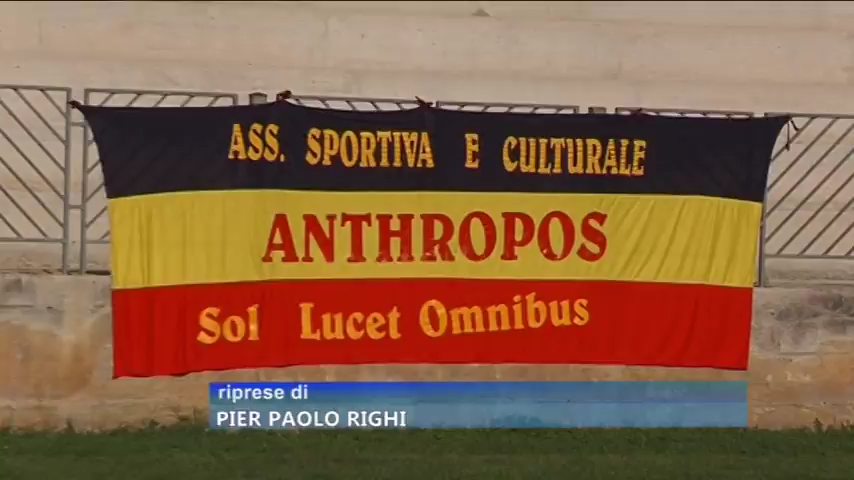 ASS. SPORTIVA E CULTURALE
ANTHROPOS
Sol Lucet Omnibus
riprese di
PIER PAOLO RIGHI